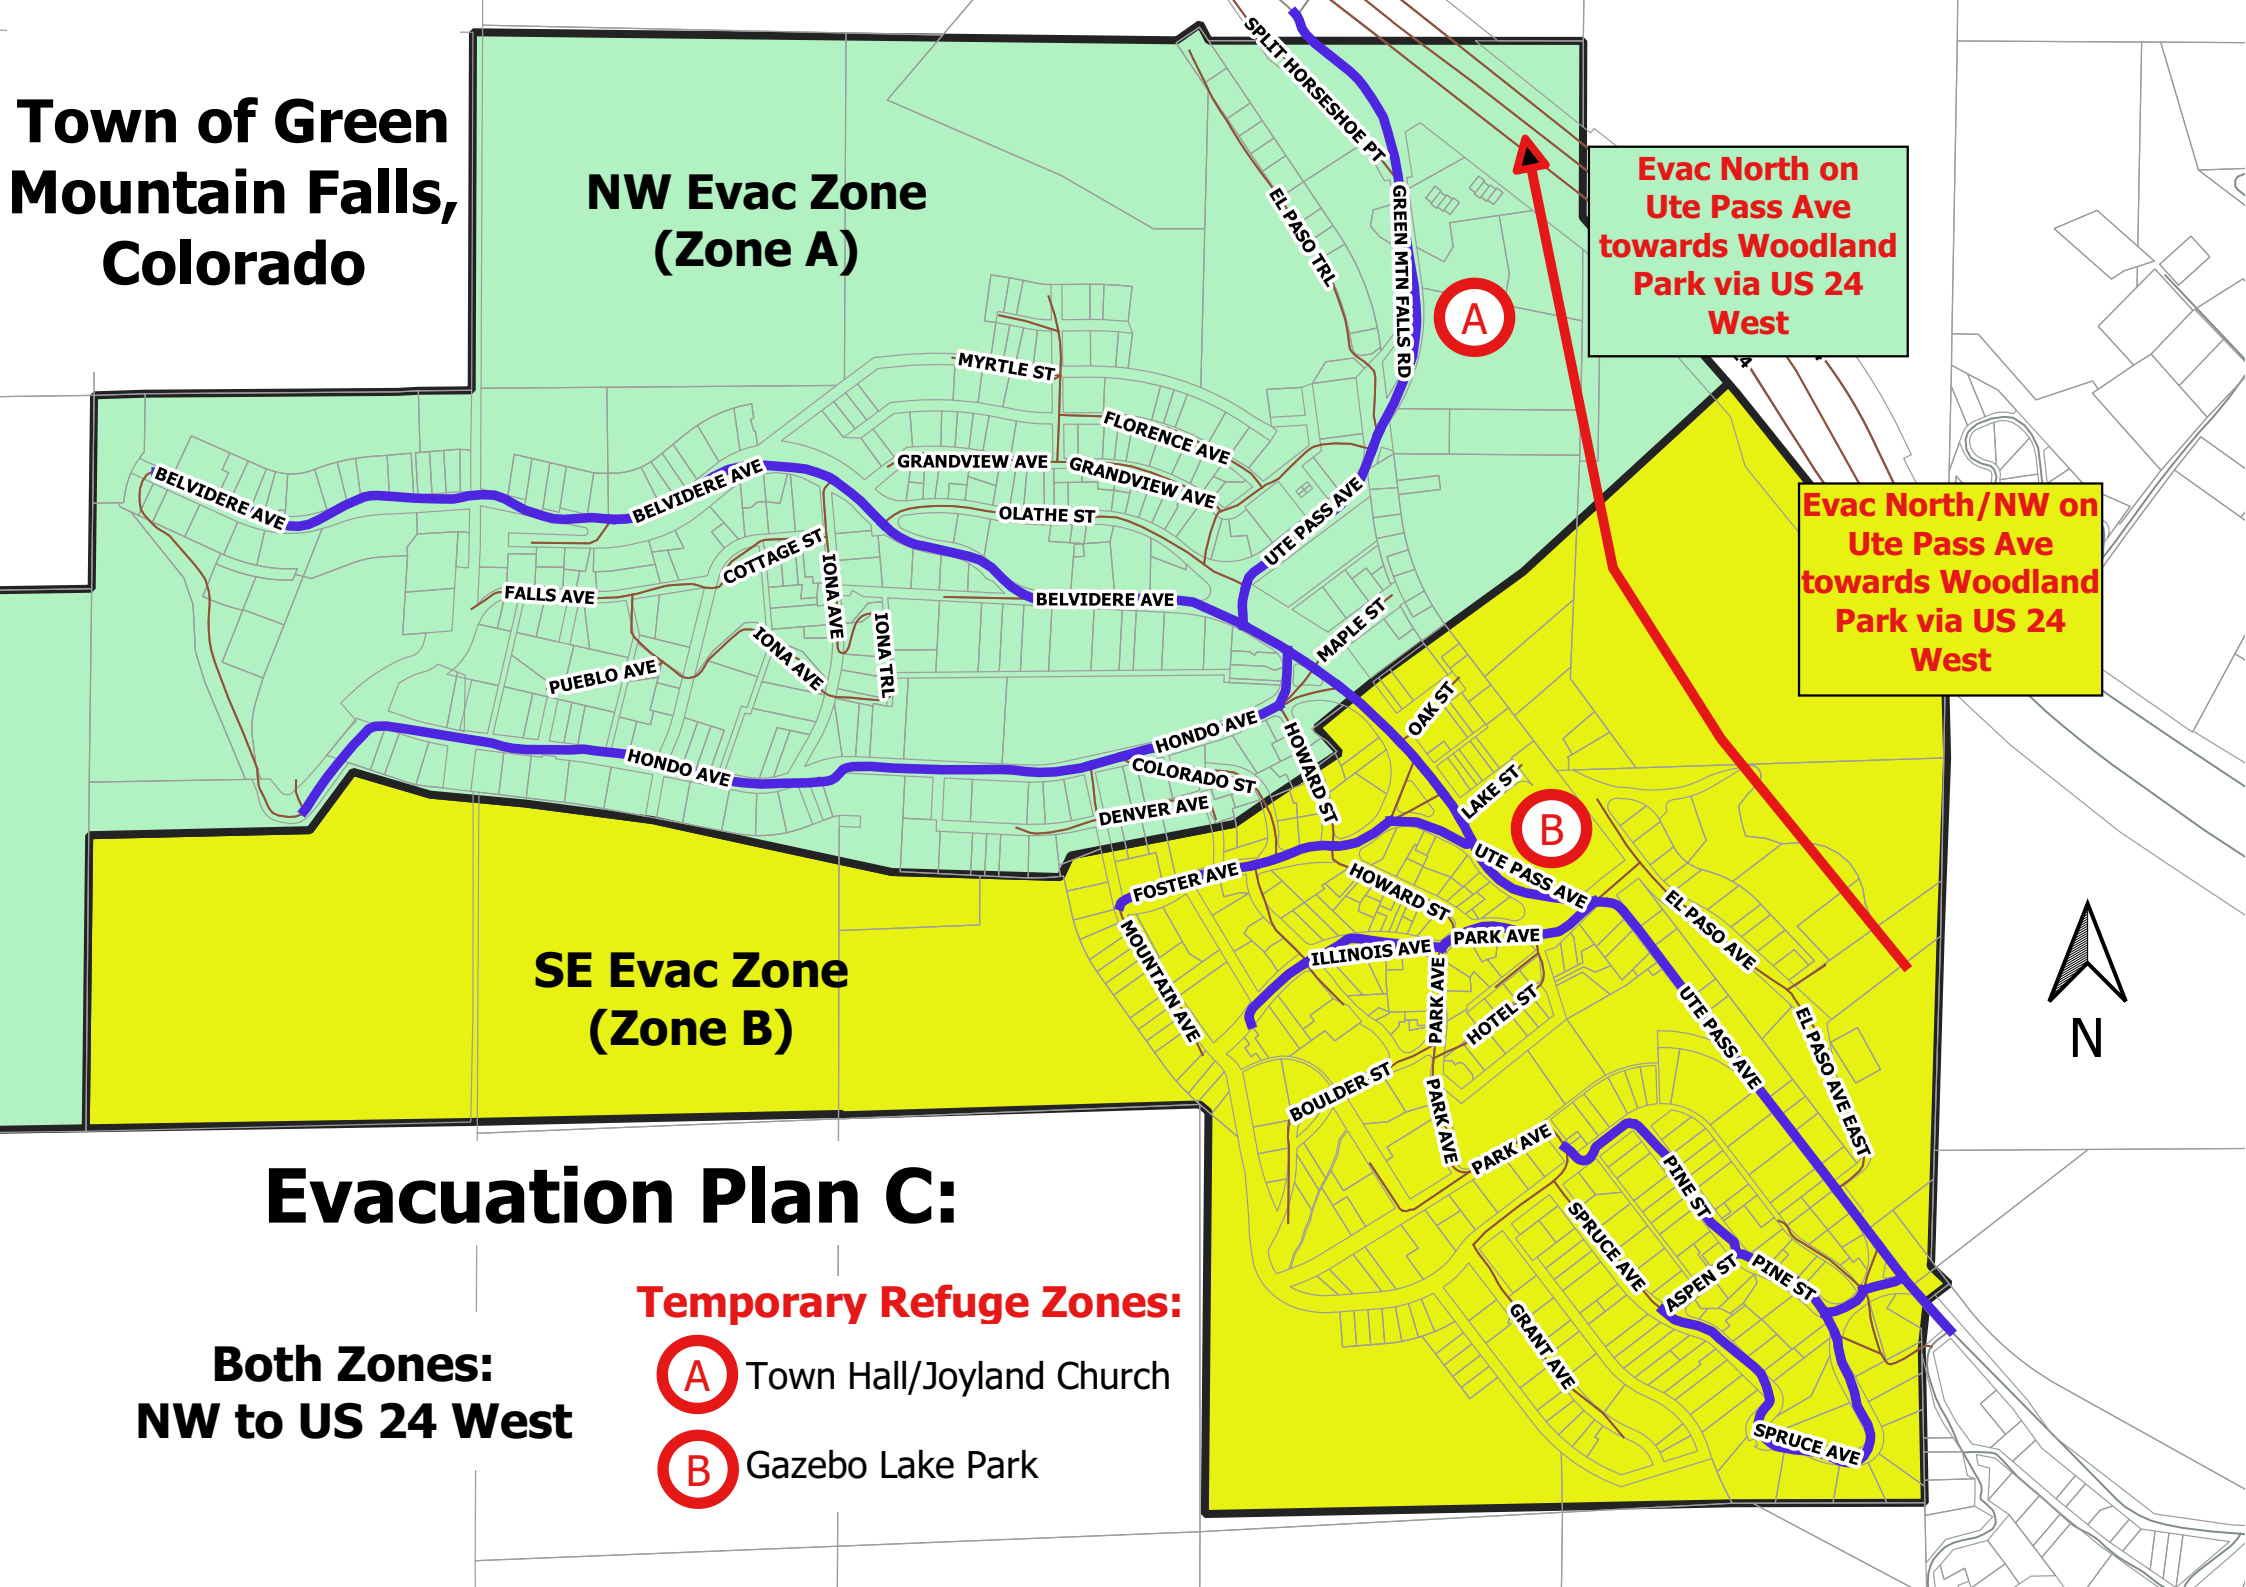 Town of Green
Mountain Falls,
Colorado
NW Evac Zone
(Zone A)
SPLIT HORSESHOE PT
EL PASO TRL
GREEN MTN FALLS RD
A
Evac North on
Ute Pass Ave
towards Woodland
Park via US 24
West
MYRTLE ST
FLORENCE AVE
GRANDVIEW AVE
GRANDVIEW AVE
BELVIDERE AVE
BELVIDERE AVE
OLATHE ST
UTE PASS AVE
COTTAGE ST
IONA AVE
FALLS AVE
BELVIDERE AVE
IONA TRL
IONA AVE
PUEBLO AVE
MAPLE ST
Evac North/NW on
Ute Pass Ave
towards Woodland
Park via US 24
West
OAK ST
HONDO AVE
HONDO AVE
HOWARD ST
COLORADO ST
DENVER AVE
LAKE ST
B
UTE PASS AVE
FOSTER AVE
HOWARD ST
EL PASO AVE
MOUNTAIN AVE
ILLINOIS AVE
PARK AVE
PARK AVE
HOTEL ST
UTE PASS AVE
EL PASO AVE EAST
BOULDER ST
PARK AVE
PARK AVE
SE Evac Zone
(Zone B)
N
PINE ST
SPRUCE AVE
ASPEN ST
PINE ST
GRANT AVE
SPRUCE AVE
Evacuation Plan C:
Both Zones:
NW to US 24 West
Temporary Refuge Zones:
A Town Hall/Joyland Church
B Gazebo Lake Park